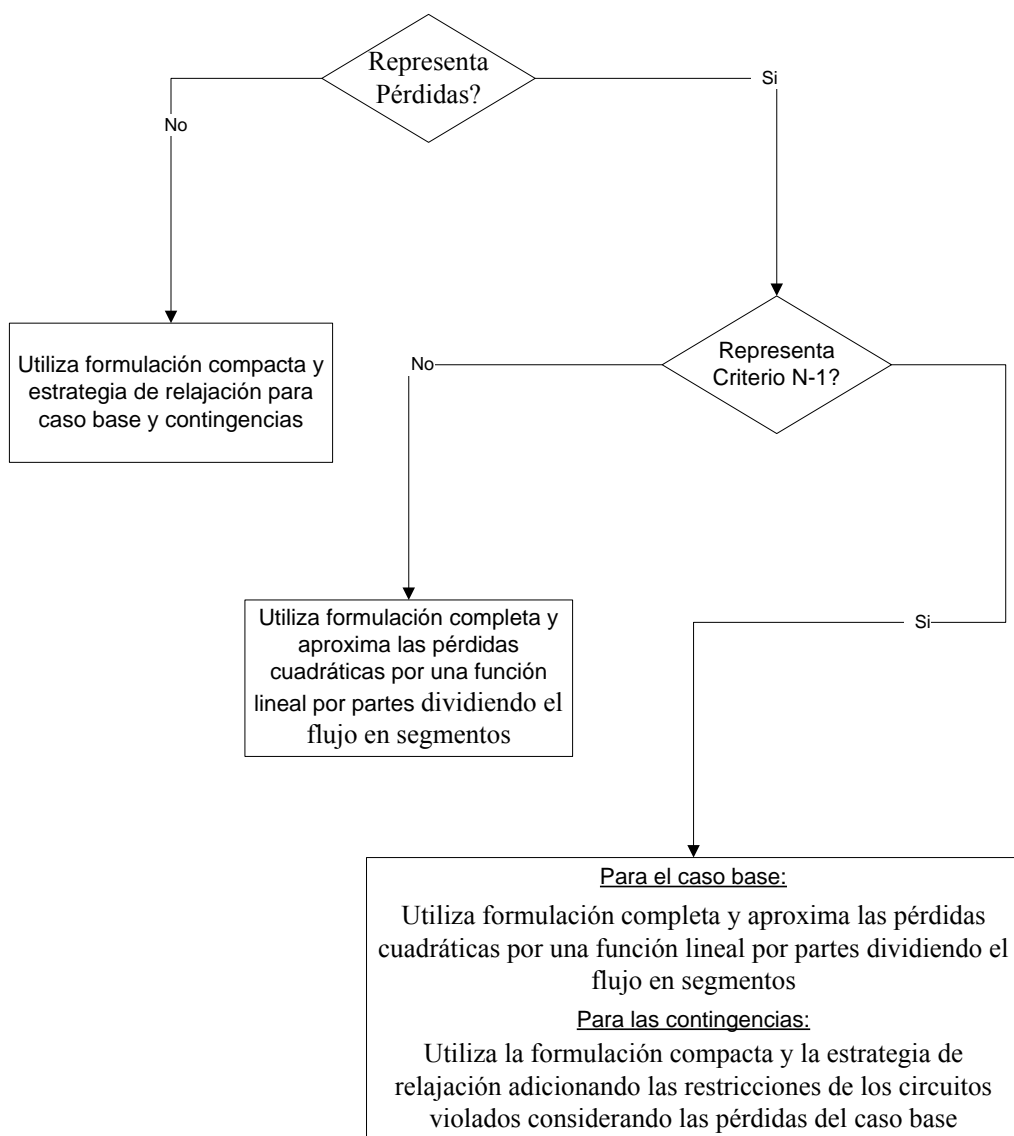 Representa
Pérdidas?
Si
No
Utiliza formulación compacta y
estrategia de relajación para
caso base y contingencias
Representa
Criterio N-1?
No
Si
Utiliza formulación completa y
aproxima las pérdidas
cuadráticas por una función
lineal por partes dividiendo el
flujo en segmentos
Para el caso base:
Utiliza formulación completa y aproxima las pérdidas
cuadráticas por una función lineal por partes dividiendo el
flujo en segmentos
Para las contingencias:
Utiliza la formulación compacta y la estrategia de
relajación adicionando las restricciones de los circuitos
violados considerando las pérdidas del caso base